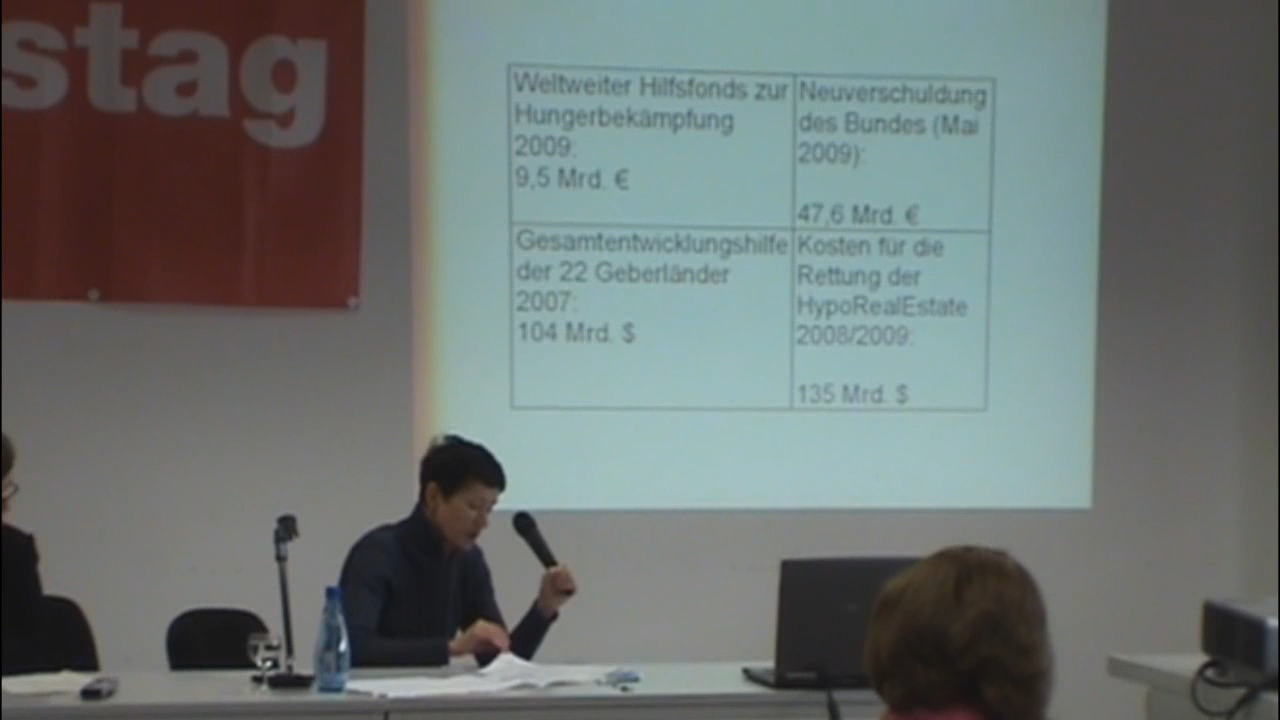 stag
Weltweiter Hilfsfonds zur
Hungerbekämpfung
2009:
9,5 Mrd. €
Neuverschuldung
des Bundes (Mai
2009):
47,6 Mrd. €
Gesamtentwicklungshilfe
der 22 Geberländer
2007:
104 Mrd. $
Kosten für die
Rettung der
HypoRealEstate
2008/2009:
135 Mrd. $